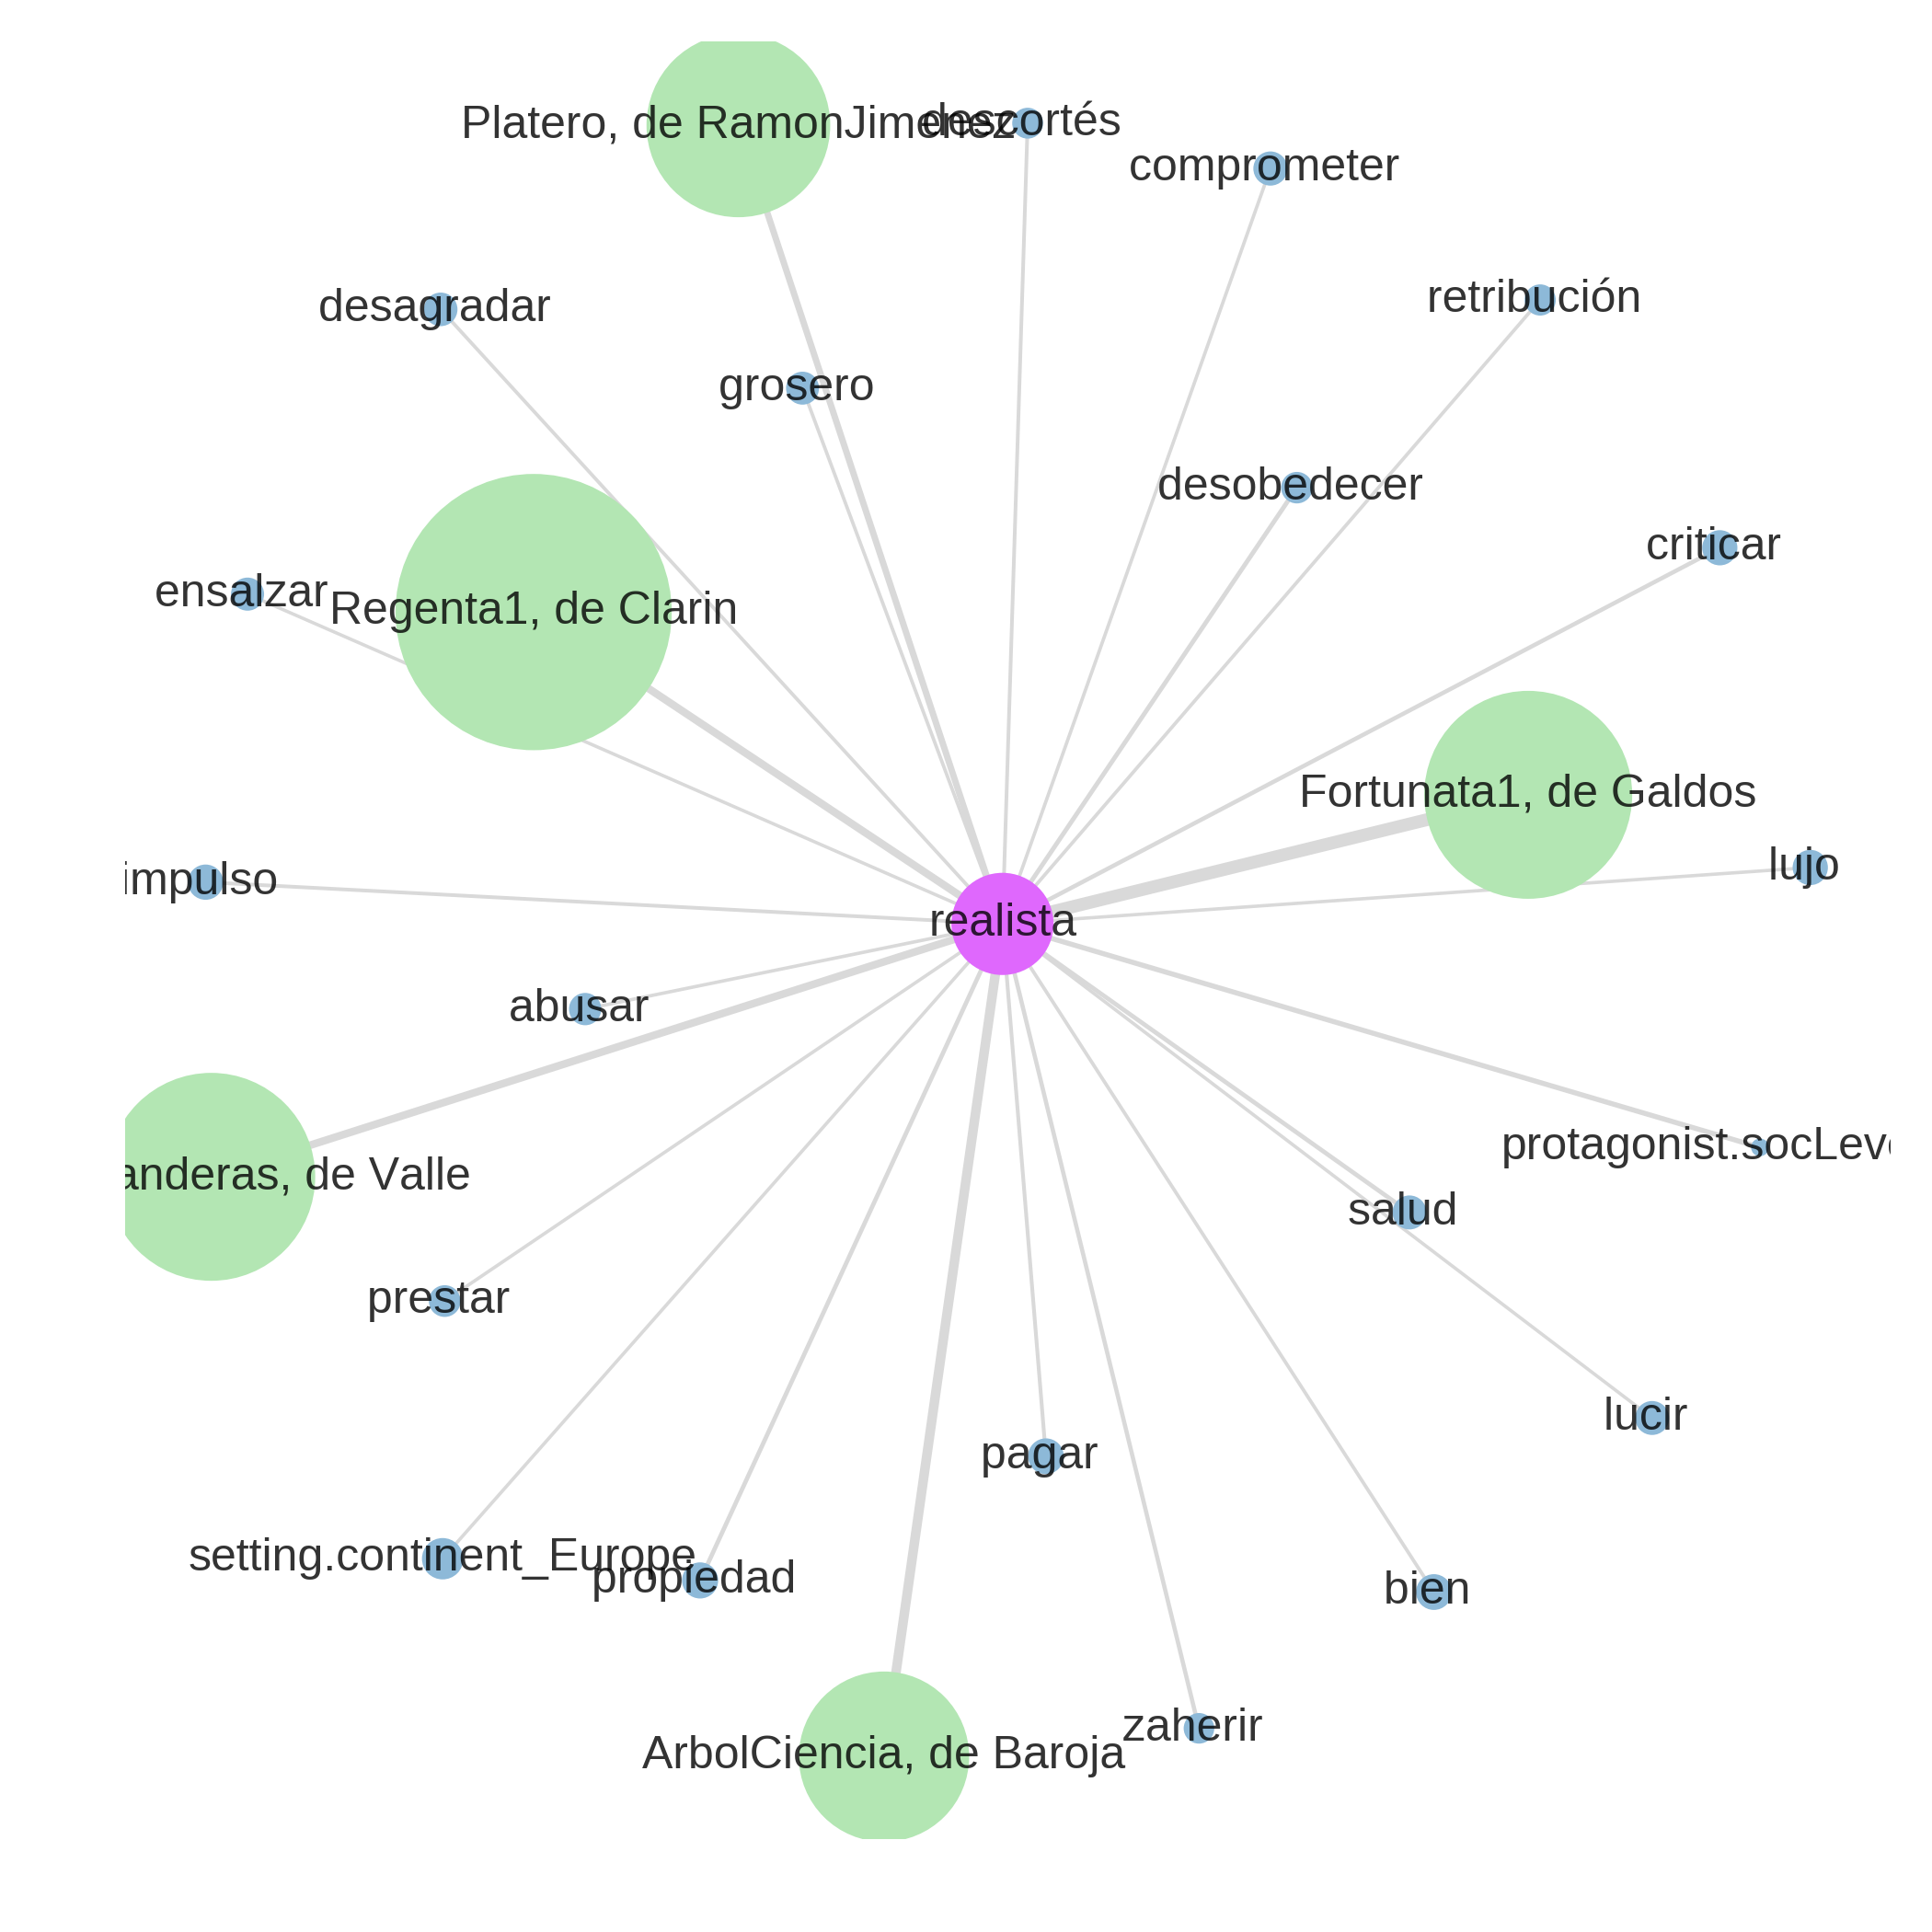 Platero, de RamonJimenez
descortés
comprometer
desagradar
retribución
grosero
desobedecer
criticar
ensalzar
Regenta1, de Clarin
Fortunata1, de Galdos
lujo
impulso
realista
abusar
protagonist.socLeve
anderas, de Valle
salud
prestar
lucir
pagar
setting.continent_Europe
propiedad
bien
zaherir
ArbolCiencia, de Baroja